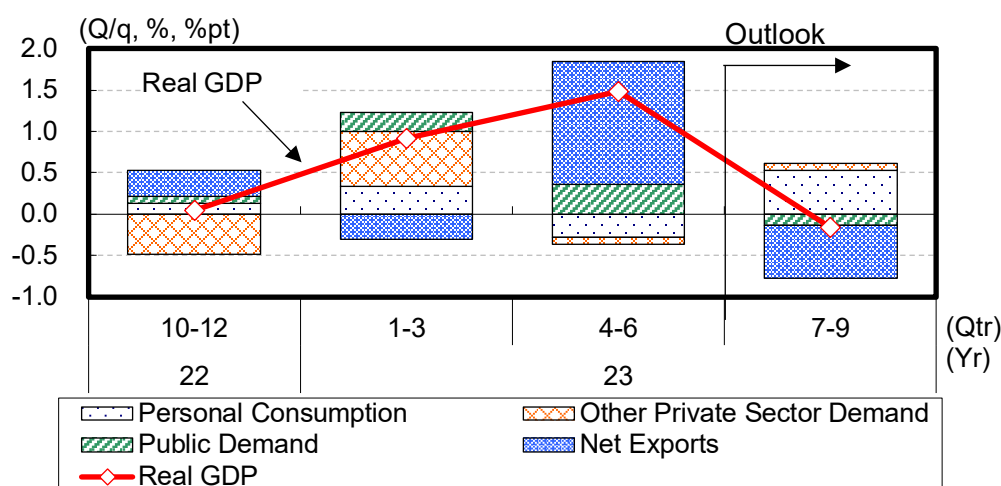 (Q/q, %, %pt)
Outlook
Real GDP
2.0
1.5
1.0
0.5
0.0
-0.5
-1.0
10-12 1-3 4-6 7-9 (Qtr)
22 23 (Yr)
Personal Consumption Other Private Sector Demand
Public Demand Net Exports
Real GDP